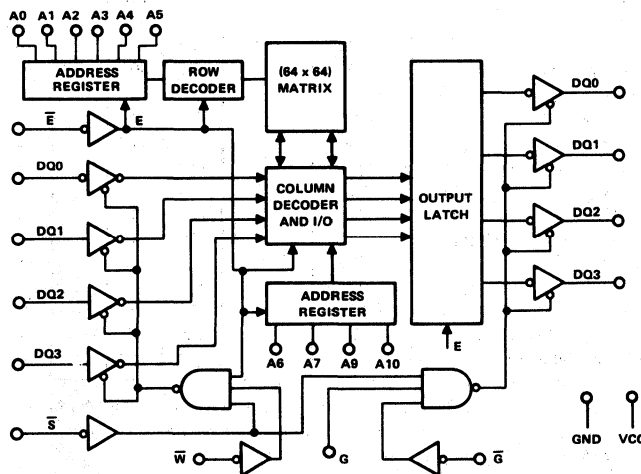 A0 A1 A2 A3 A4 A5
ADDRESS REGISTER
ROW DECODER
(64 x 64) MATRIX
E̅ E
DQ0
DQ1
DQ2
DQ3
COLUMN DECODER AND I/O
OUTPUT LATCH
DQ0
DQ1
DQ2
DQ3
ADDRESS REGISTER
A6 A7 A9 A10
E
S̅
W̅
G
G̅
GND VCC